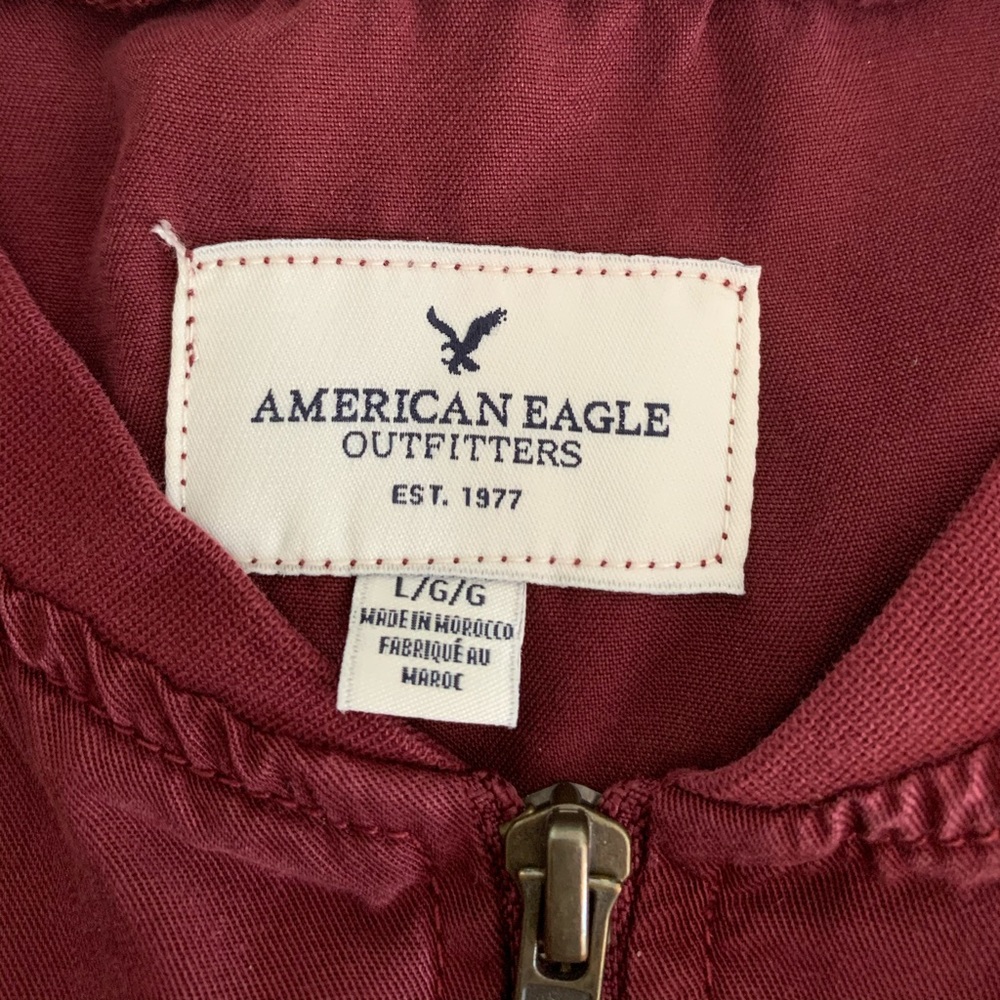 AMERICAN EAGLE
OUTFITTERS
EST. 1977
L/G/G
MADE IN MOROCCO
FABRIQUÉ AU
MAROC